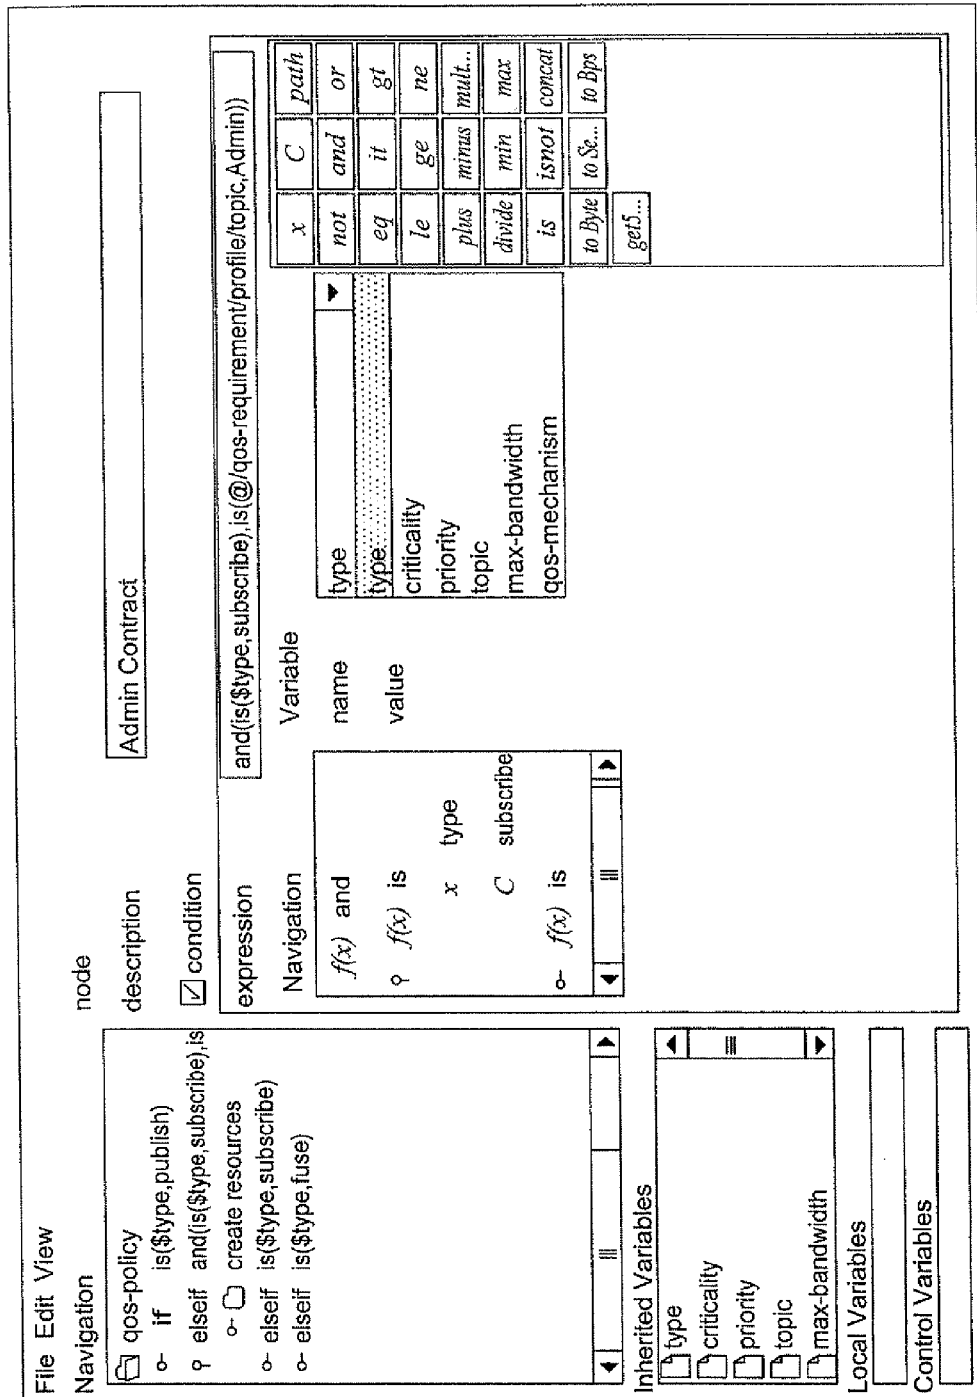 File Edit View
Navigation
qos-policy
if is($type,publish)
elseif and(is($type,subscribe),is
create resources
elseif is($type,subscribe)
elseif is($type,fuse)
Inherited Variables
type
criticality
priority
topic
max-bandwidth
Local Variables
Control Variables
node
description Admin Contract
condition
expression and(is($type,subscribe),is(@/qos-requirement/profile/topic,Admin))
Navigation
f(x) and
f(x) is
x type
C subscribe
f(x) is
Variable
name type
value type
criticality
priority
topic
max-bandwidth
qos-mechanism
x C path
not and or
eq it gt
le ge ne
plus minus mult...
divide min max
is isnot concat
to Byte to Se... to Bps
get5...